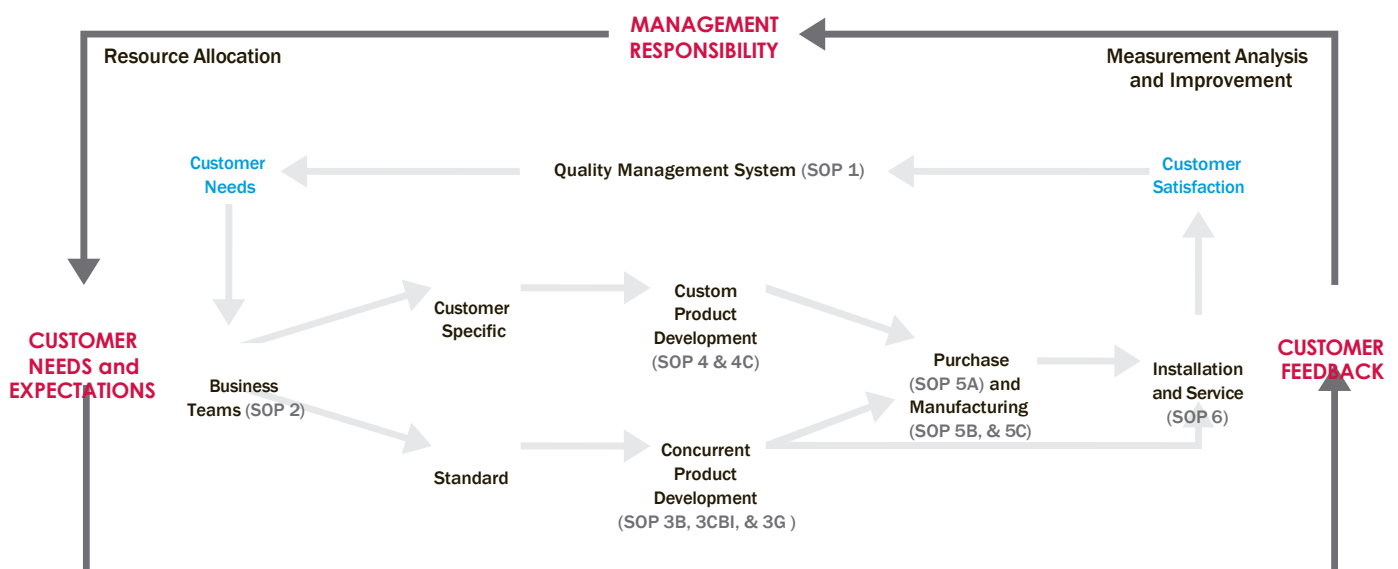 MANAGEMENT
RESPONSIBILITY
Resource Allocation
Measurement Analysis
and Improvement
Customer
Needs
Quality Management System (SOP 1)
Customer
Satisfaction
CUSTOMER
NEEDS and
EXPECTATIONS
Business
Teams (SOP 2)
Customer
Specific
Standard
Custom
Product
Development
(SOP 4 & 4C)
Concurrent
Product
Development
(SOP 3B, 3CBI, & 3G )
Purchase
(SOP 5A) and
Manufacturing
(SOP 5B, & 5C)
Installation
and Service
(SOP 6)
CUSTOMER
FEEDBACK